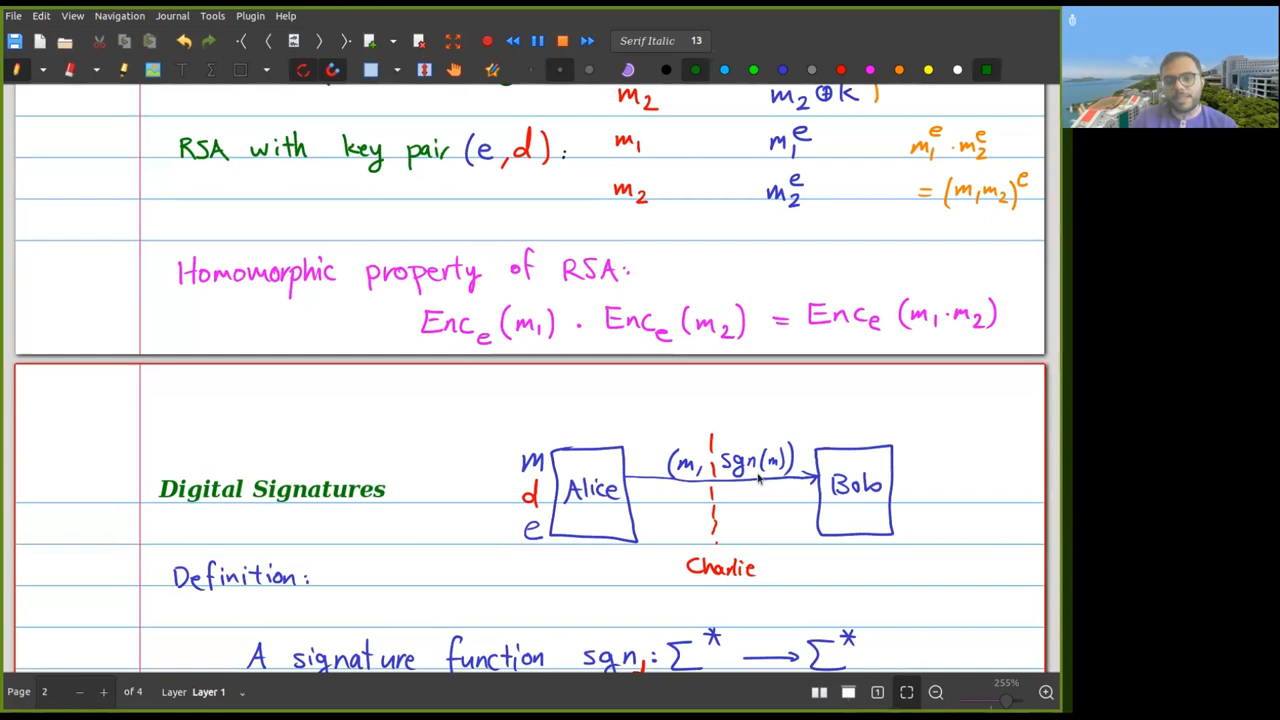 File Edit View Navigation Journal Tools Plugin Help
Serif Italic 13
m₂ m₂⊕k
RSA with key pair (e,d): m₁ m₁ᵉ m₁ᵉ · m₂ᵉ
m₂ m₂ᵉ = (m₁m₂)ᵉ
Homomorphic property of RSA:
Encₑ(m₁) · Encₑ(m₂) = Encₑ(m₁·m₂)
m (m, sgn(m))
Digital Signatures d Alice Bob
e
Charlie
Definition:
A signature function sgn : Σ* ⟶ Σ*
Page 2 − + of 4 Layer Layer 1 255%